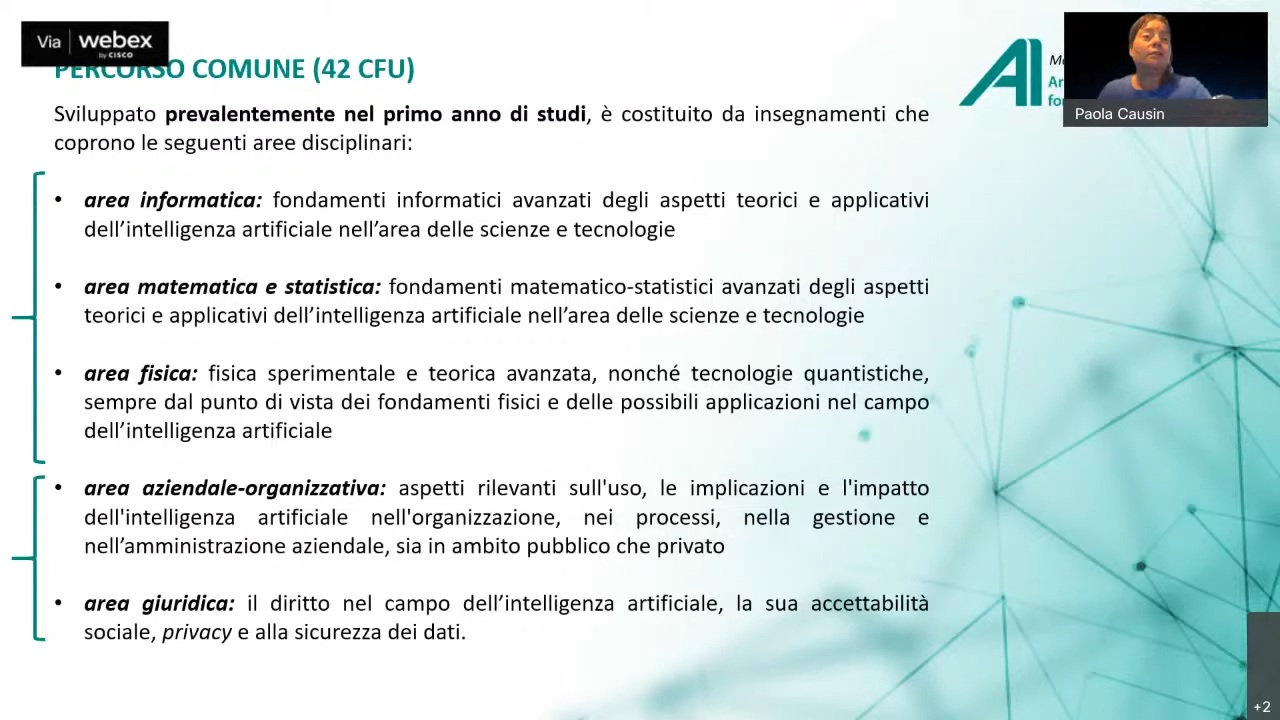 Via webex
by CISCO
PERCORSO COMUNE (42 CFU)
Sviluppato prevalentemente nel primo anno di studi, è costituito da insegnamenti che
coprono le seguenti aree disciplinari:
• area informatica: fondamenti informatici avanzati degli aspetti teorici e applicativi
dell’intelligenza artificiale nell’area delle scienze e tecnologie
• area matematica e statistica: fondamenti matematico-statistici avanzati degli aspetti
teorici e applicativi dell’intelligenza artificiale nell’area delle scienze e tecnologie
• area fisica: fisica sperimentale e teorica avanzata, nonché tecnologie quantistiche,
sempre dal punto di vista dei fondamenti fisici e delle possibili applicazioni nel campo
dell’intelligenza artificiale
• area aziendale-organizzativa: aspetti rilevanti sull'uso, le implicazioni e l'impatto
dell'intelligenza artificiale nell'organizzazione, nei processi, nella gestione e
nell’amministrazione aziendale, sia in ambito pubblico che privato
• area giuridica: il diritto nel campo dell’intelligenza artificiale, la sua accettabilità
sociale, privacy e alla sicurezza dei dati.
AI
Paola Causin
+2